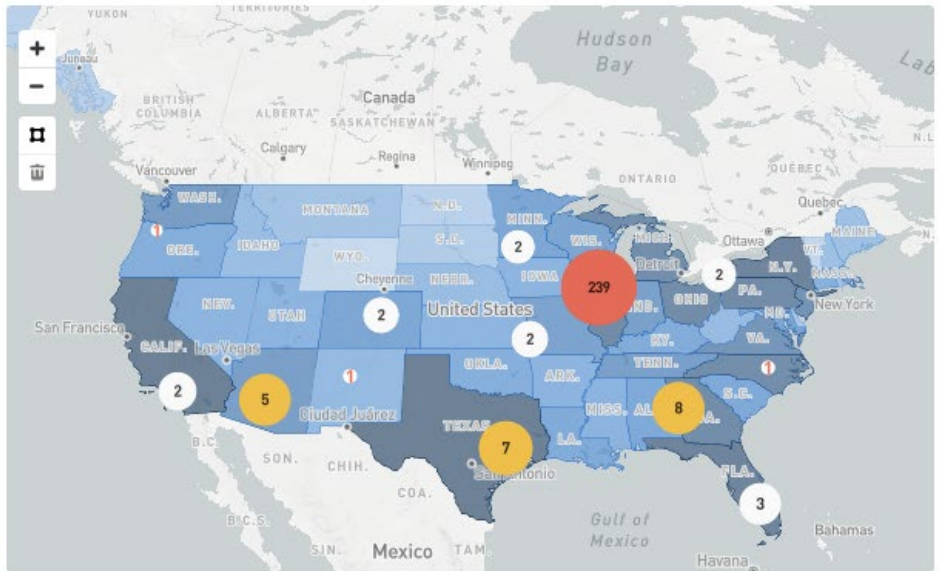 YUKON
TERRITORIES
+
Juneau
−
Hudson
Bay
Canada
BRITISH
COLUMBIA
ALBERTA
SASKATCHEWAN
Calgary
Regina
Winnipeg
Vancouver
ONTARIO
QUÉBEC
N.L.
Quebec
Ottawa
WASH.
MONTANA
N.D.
MINN.
1
ORE.
IDAHO
S.D.
2
WIS.
MICH.
VT.
MAINE
WYO.
Cheyenne
NEBR.
IOWA
239
Detroit
2
N.Y.
MASS.
NEV.
UTAH
2
United States
IND.
OHIO
PA.
New York
MD.
San Francisco
CALIF.
Las Vegas
2
KY.
VA.
OKLA.
ARK.
TENN.
1
2
5
1
MISS.
8
S.C.
Ciudad Juárez
TEXAS
7
LA.
San Antonio
FLA.
3
B.C.
SON.
CHIH.
COA.
B.C.S.
Gulf of
Mexico
Bahamas
SIN.
Mexico
TAM.
Havana